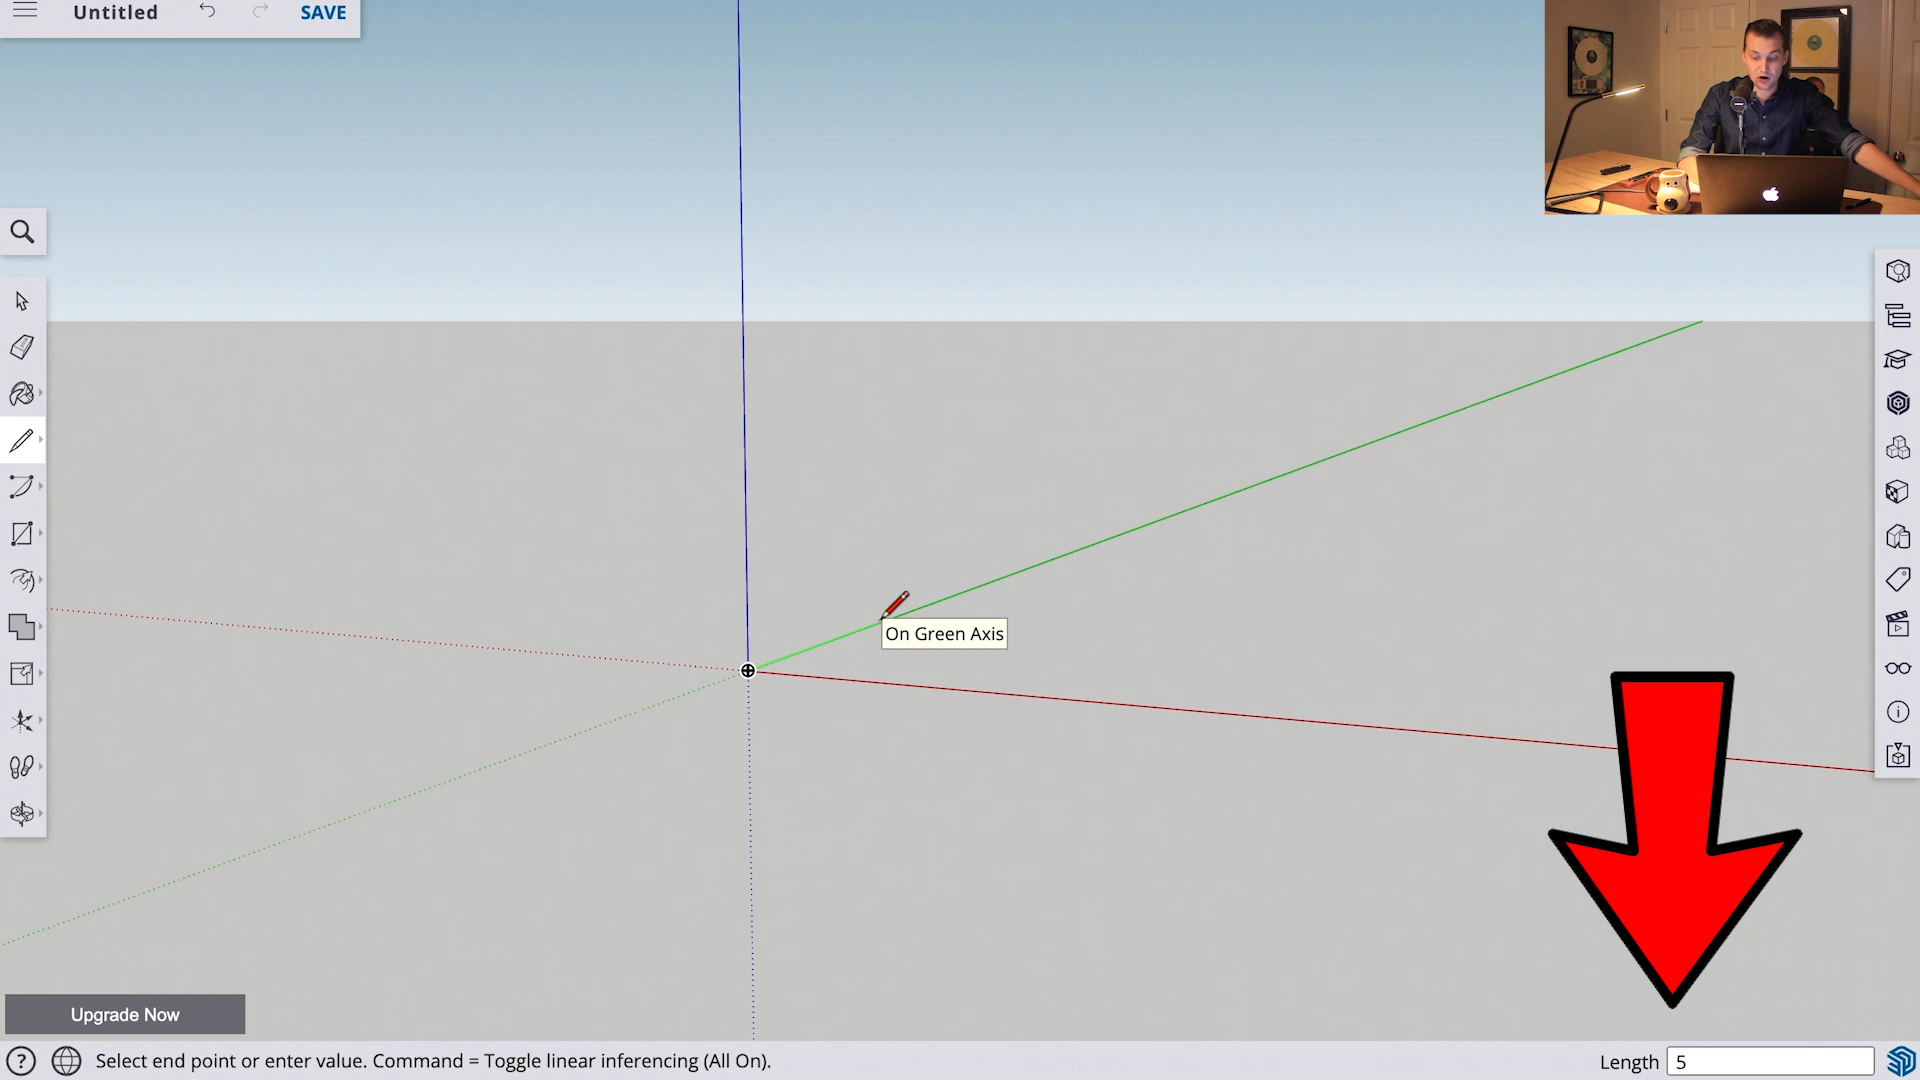 Untitled
SAVE
On Green Axis
Upgrade Now
Select end point or enter value. Command = Toggle linear inferencing (All On).
Length 5